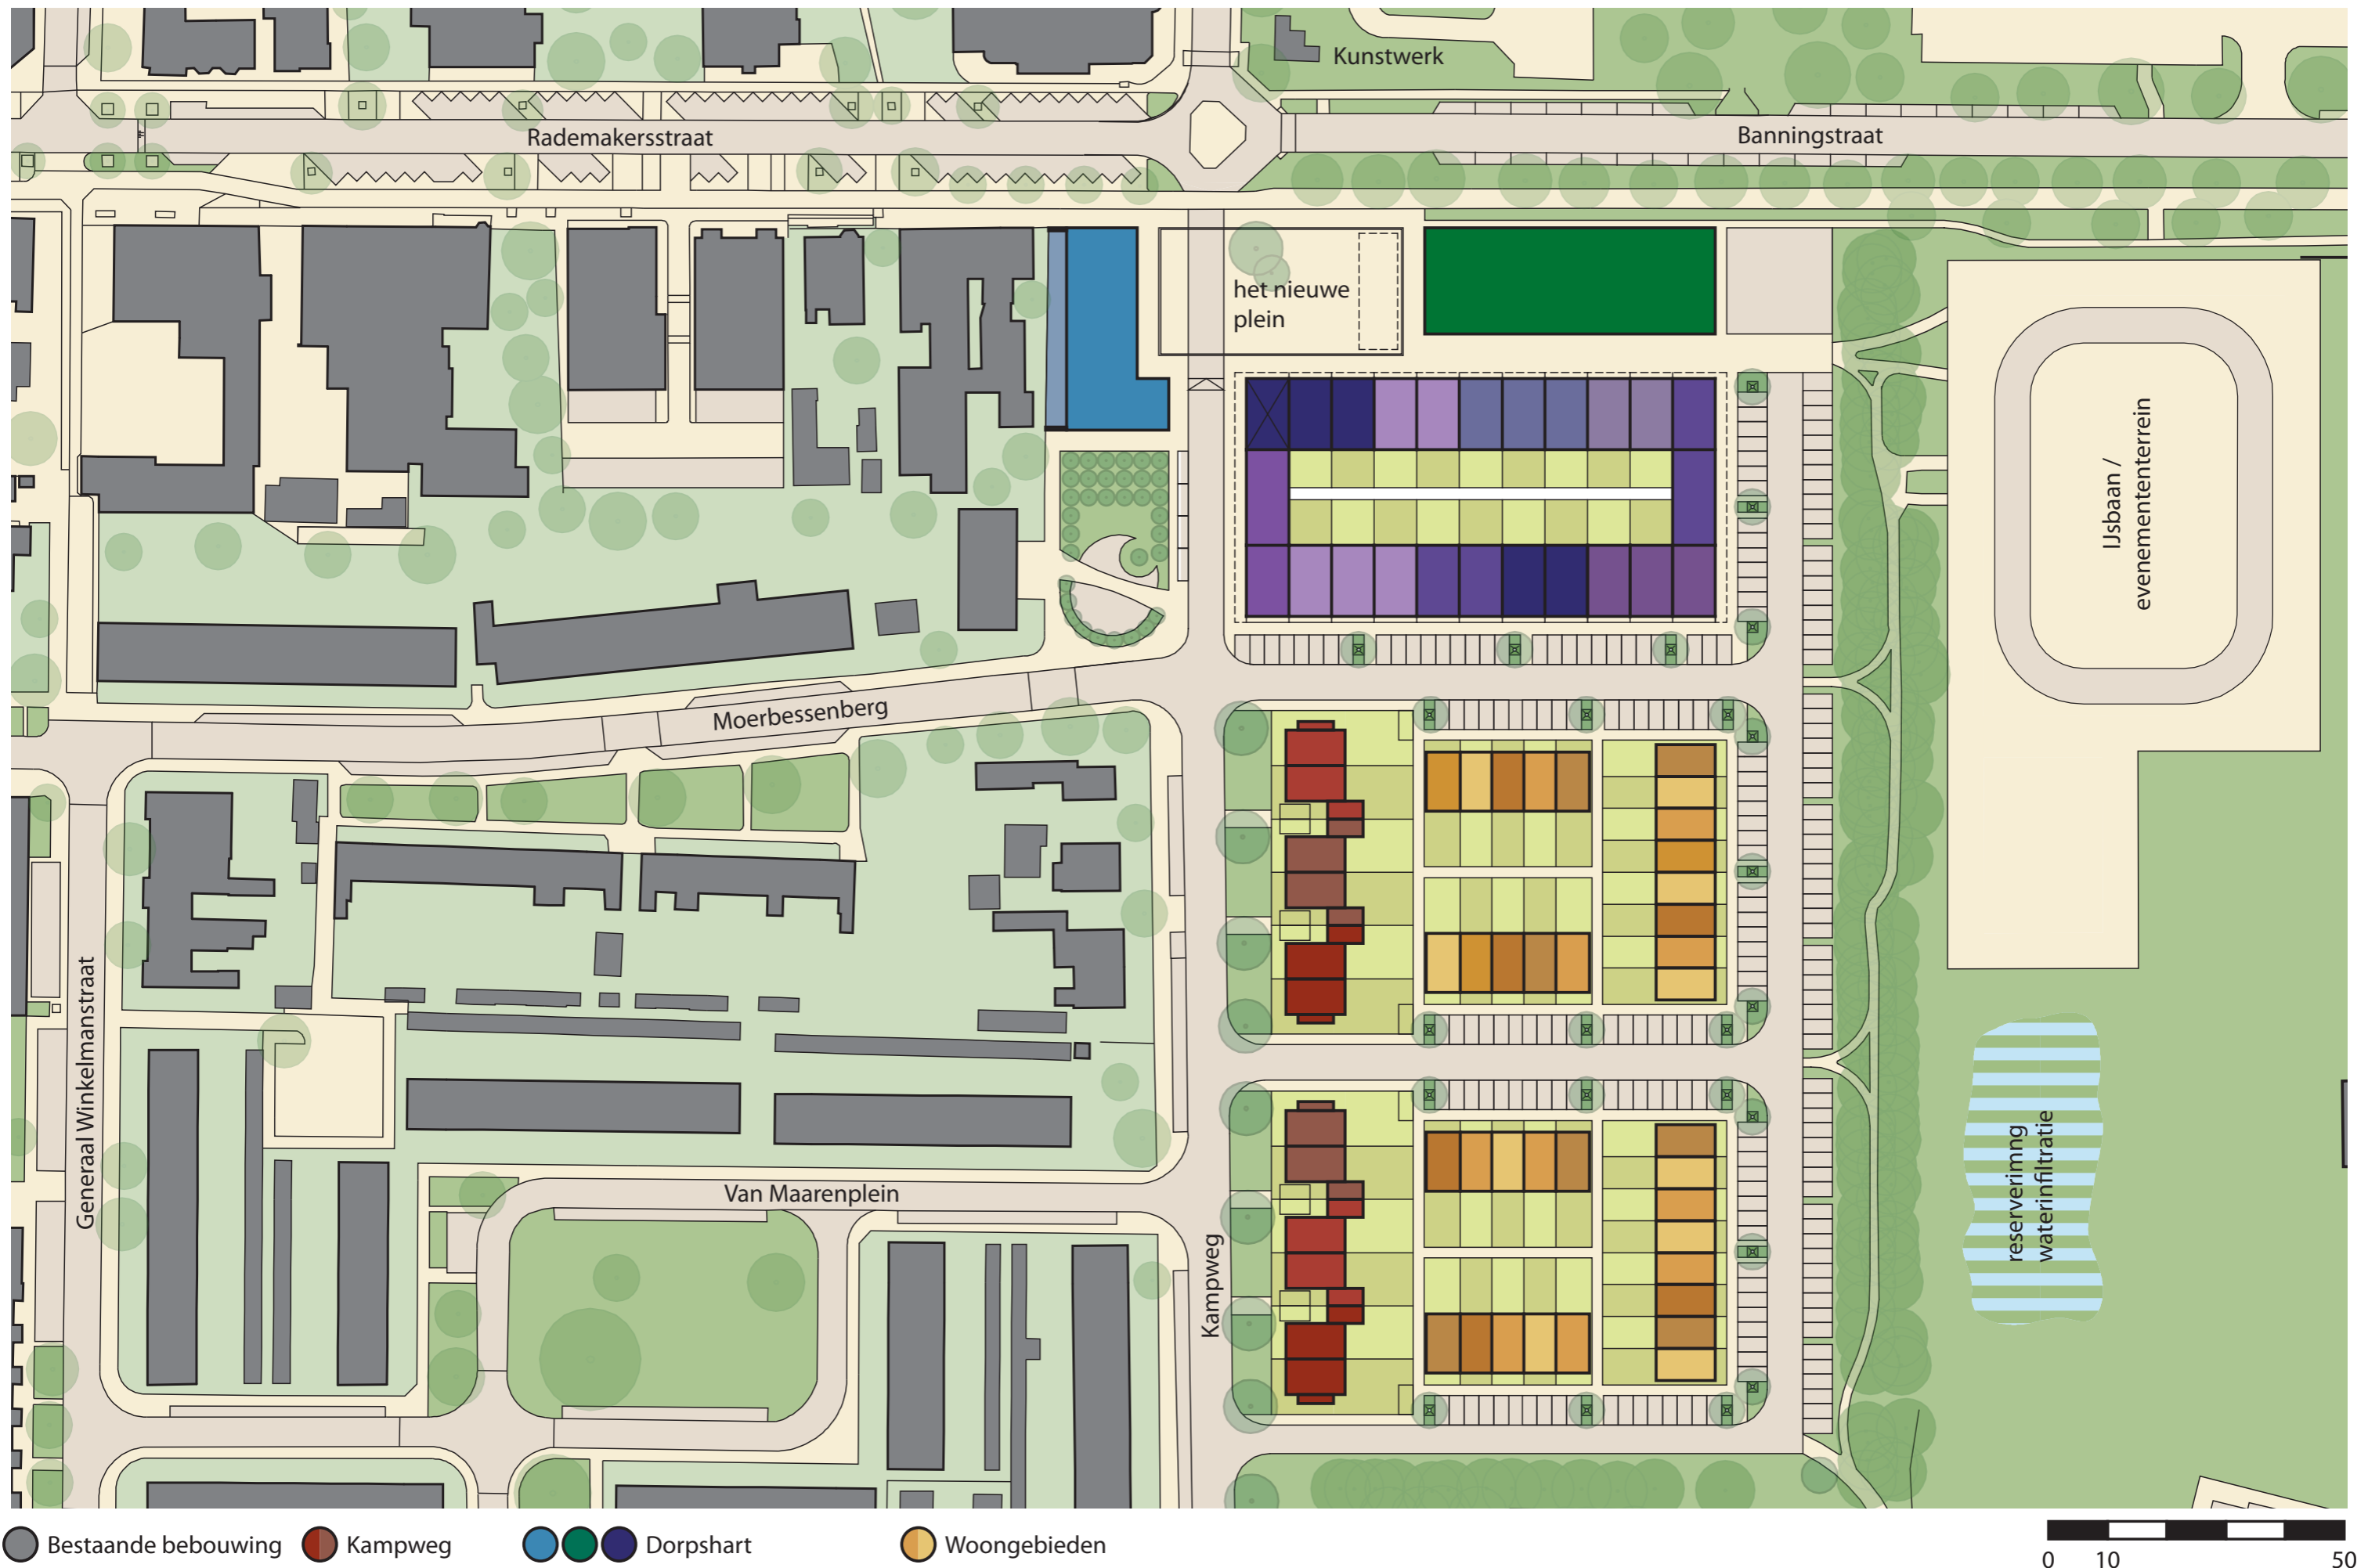 Kunstwerk
Rademakersstraat
Banningstraat
het nieuwe
plein
IJsbaan /
evenemententerrein
Moerbessenberg
Generaal Winkelmanstraat
Van Maarenplein
Kampweg
reserverimng
waterinfiltratie
Bestaande bebouwing
Kampweg
Dorpshart
Woongebieden
0 10 50